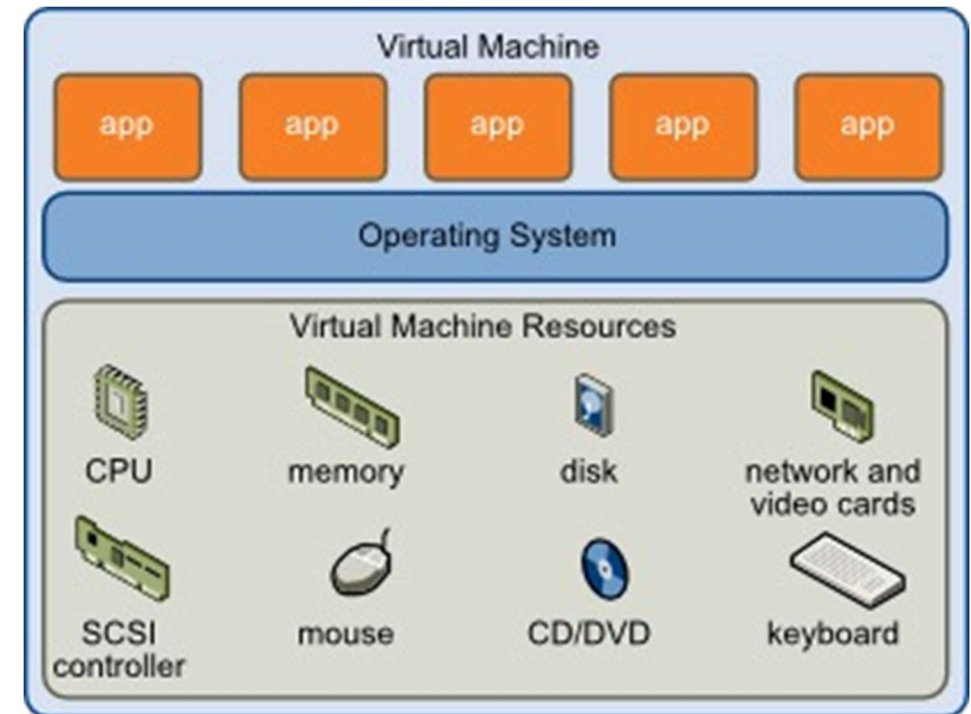 Virtual Machine
app app app app app
Operating System
Virtual Machine Resources
CPU memory disk network and
video cards
SCSI mouse CD/DVD keyboard
controller